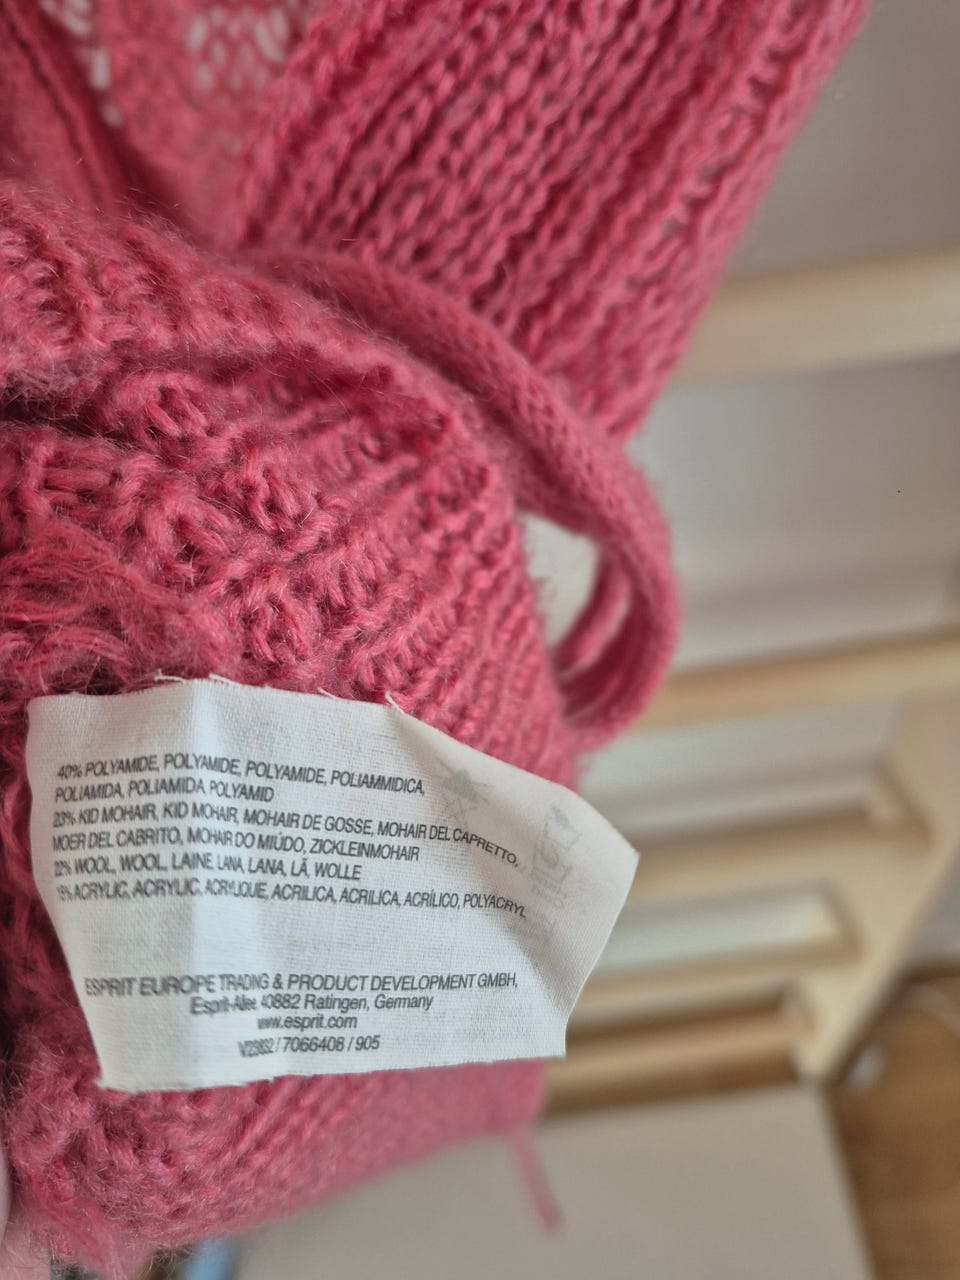 40% POLYAMIDE, POLYAMIDE, POLYAMIDE, POLIAMMIDICA,
POLIAMIDA, POLIAMIDA POLYAMID
23% KID MOHAIR, KID MOHAIR, MOHAIR DE GOSSE, MOHAIR DEL CAPRETTO,
MOER DEL CABRITO, MOHAIR DO MIÚDO, ZICKLEINMOHAIR
22% WOOL, WOOL, LAINE LANA, LANA, LÃ, WOLLE
15% ACRYLIC, ACRYLIC, ACRYLIQUE, ACRILICA, ACRILICA, ACRÍLICO, POLYACRYL
ESPRIT EUROPE TRADING & PRODUCT DEVELOPMENT GMBH,
Esprit-Allee 40882 Ratingen, Germany
www.esprit.com
/ 7066408 / 905